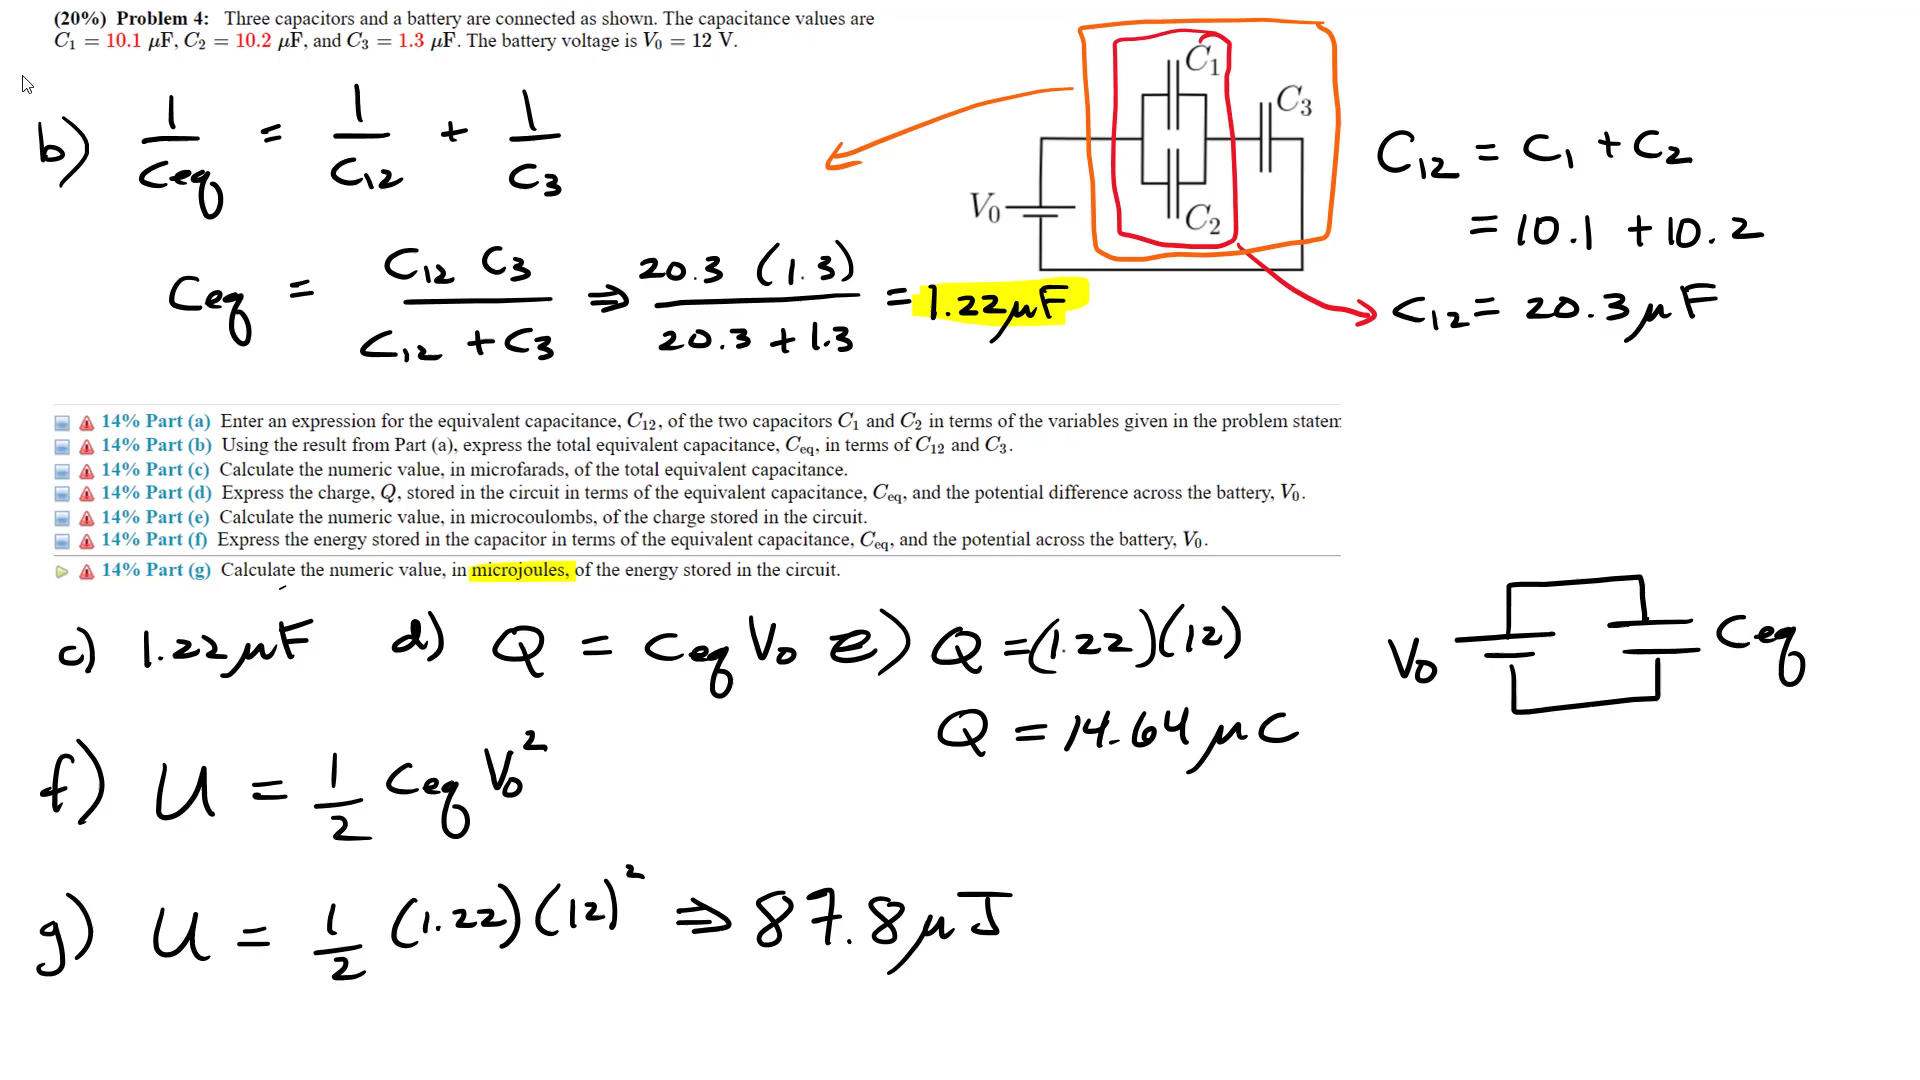 (20%) Problem 4: Three capacitors and a battery are connected as shown. The capacitance values are
C₁ = 10.1 μF, C₂ = 10.2 μF, and C₃ = 1.3 μF. The battery voltage is V₀ = 12 V.
C₁
C₃
V₀
C₂
b) 1/Ceq = 1/C12 + 1/C3
Ceq = C12 C3 / C12 + C3 ⇒ 20.3 (1.3) / 20.3 + 1.3 = 1.22 μF
C12 = C1 + C2
= 10.1 + 10.2
C12 = 20.3 μF
14% Part (a) Enter an expression for the equivalent capacitance, C₁₂, of the two capacitors C₁ and C₂ in terms of the variables given in the problem statem
14% Part (b) Using the result from Part (a), express the total equivalent capacitance, Ceq, in terms of C₁₂ and C₃.
14% Part (c) Calculate the numeric value, in microfarads, of the total equivalent capacitance.
14% Part (d) Express the charge, Q, stored in the circuit in terms of the equivalent capacitance, Ceq, and the potential difference across the battery, V₀.
14% Part (e) Calculate the numeric value, in microcoulombs, of the charge stored in the circuit.
14% Part (f) Express the energy stored in the capacitor in terms of the equivalent capacitance, Ceq, and the potential across the battery, V₀.
14% Part (g) Calculate the numeric value, in microjoules, of the energy stored in the circuit.
c) 1.22 μF d) Q = Ceq V0 e) Q = (1.22)(12)
Q = 14.64 μC
V0 Ceq
f) U = 1/2 Ceq V0²
g) U = 1/2 (1.22)(12)² ⇒ 87.8 μJ